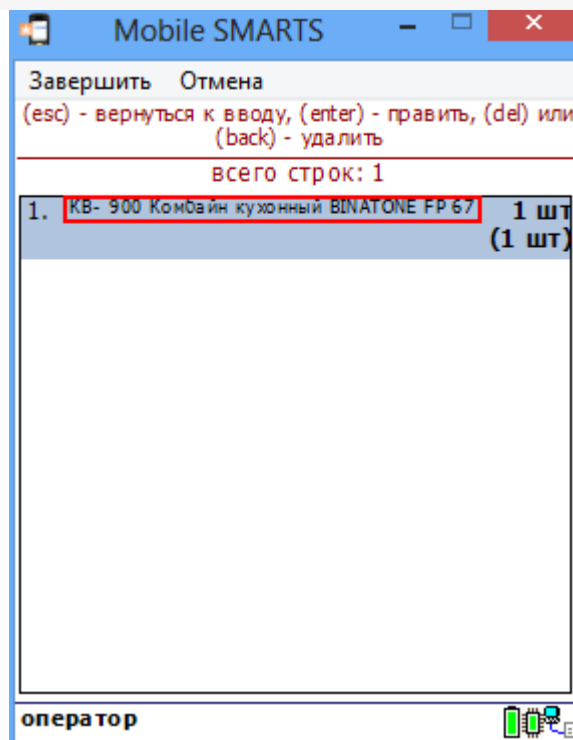 Mobile SMARTS
Завершить Отмена
(esc) - вернуться к вводу, (enter) - править, (del) или
(back) - удалить
всего строк: 1
1. КВ- 900 Комбайн кухонный BINATONE FP 67 1 шт
(1 шт)
оператор